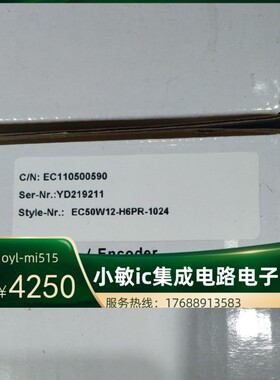 C/N: EC110500590
Ser-Nr.:YD219211
Style-Nr.: EC50W12-H6PR-1024
/ Encoder
oyl-mi515
¥4250
小敏ic集成电路电子
服务热线：17688913583